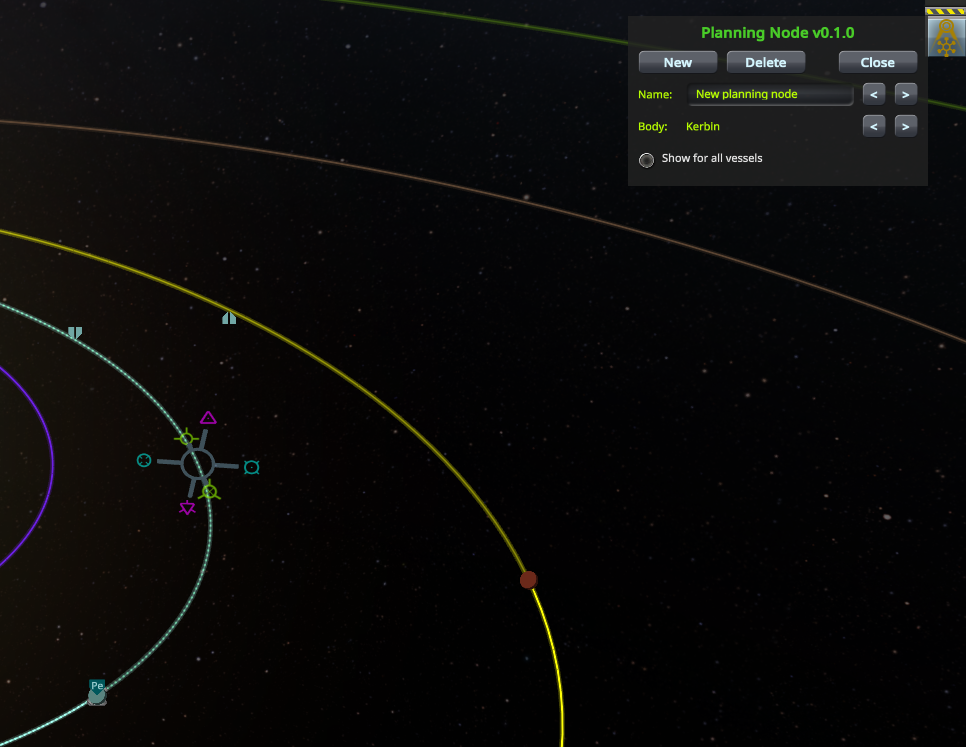 Planning Node v0.1.0
New Delete Close
Name: New planning node < >
Body: Kerbin < >
Show for all vessels
Pe